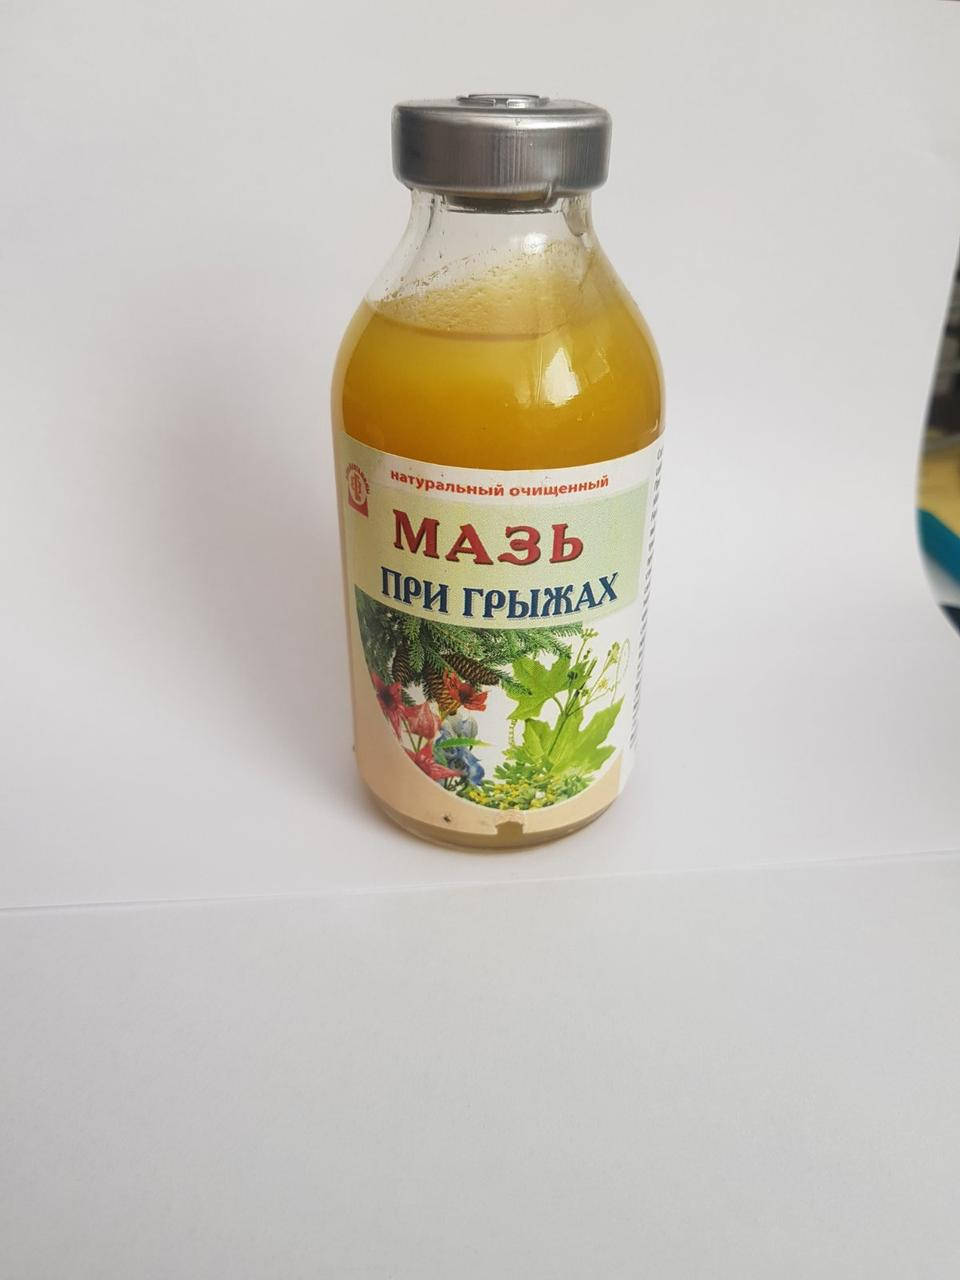 натуральный очищенный
МАЗЬ
ПРИ ГРЫЖАХ